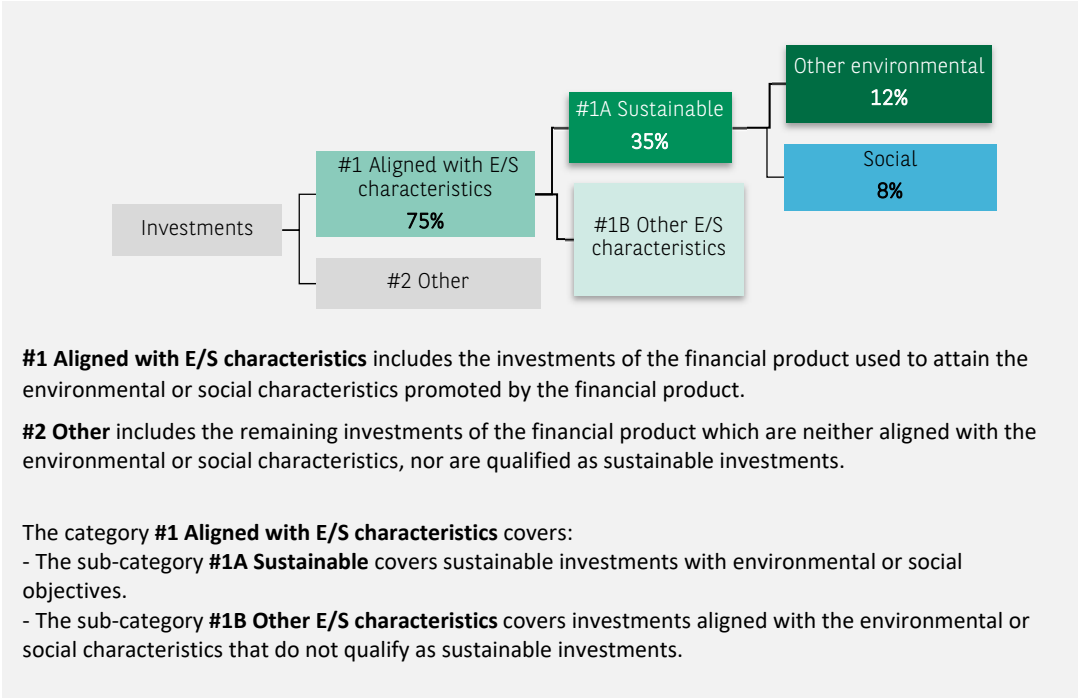 Other environmental
12%
#1A Sustainable
35%
Social
8%
#1 Aligned with E/S
characteristics
75%
#1B Other E/S
characteristics
Investments
#2 Other
#1 Aligned with E/S characteristics includes the investments of the financial product used to attain the
environmental or social characteristics promoted by the financial product.
#2 Other includes the remaining investments of the financial product which are neither aligned with the
environmental or social characteristics, nor are qualified as sustainable investments.
The category #1 Aligned with E/S characteristics covers:
- The sub-category #1A Sustainable covers sustainable investments with environmental or social
objectives.
- The sub-category #1B Other E/S characteristics covers investments aligned with the environmental or
social characteristics that do not qualify as sustainable investments.